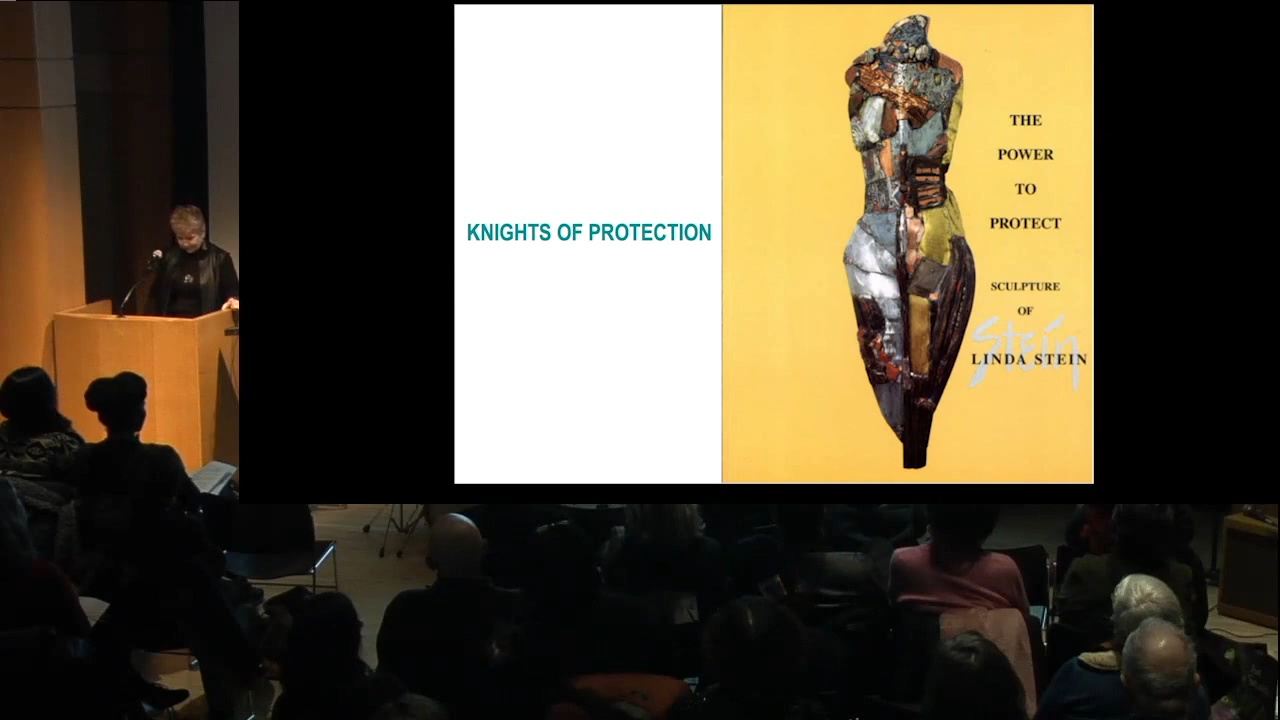 KNIGHTS OF PROTECTION
THE
POWER
TO
PROTECT
SCULPTURE
OF
Stein
LINDA STEIN